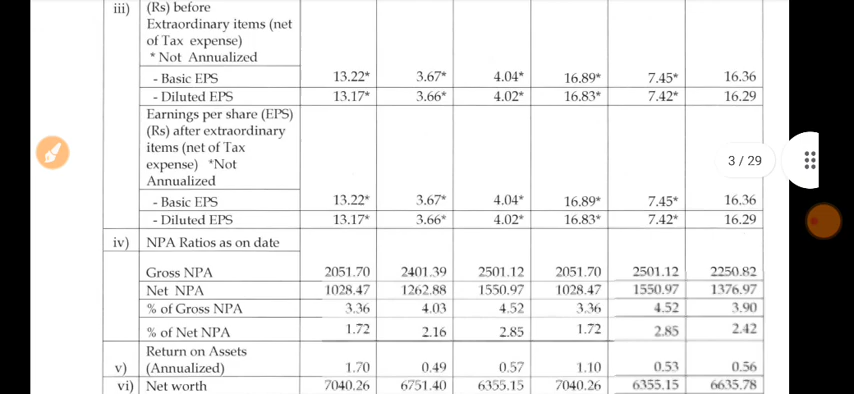 iii) (Rs) before
Extraordinary items (net
of Tax expense)
* Not Annualized
- Basic EPS 13.22* 3.67* 4.04* 16.89* 7.45* 16.36
- Diluted EPS 13.17* 3.66* 4.02* 16.83* 7.42* 16.29
Earnings per share (EPS)
(Rs) after extraordinary
items (net of Tax
expense) *Not
Annualized
3 / 29
- Basic EPS 13.22* 3.67* 4.04* 16.89* 7.45* 16.36
- Diluted EPS 13.17* 3.66* 4.02* 16.83* 7.42* 16.29
iv) NPA Ratios as on date
Gross NPA 2051.70 2401.39 2501.12 2051.70 2501.12 2250.82
Net NPA 1028.47 1262.88 1550.97 1028.47 1550.97 1376.97
% of Gross NPA 3.36 4.03 4.52 3.36 4.52 3.90
% of Net NPA 1.72 2.16 2.85 1.72 2.85 2.42
Return on Assets
v) (Annualized) 1.70 0.49 0.57 1.10 0.53 0.56
vi) Net worth 7040.26 6751.40 6355.15 7040.26 6355.15 6635.78